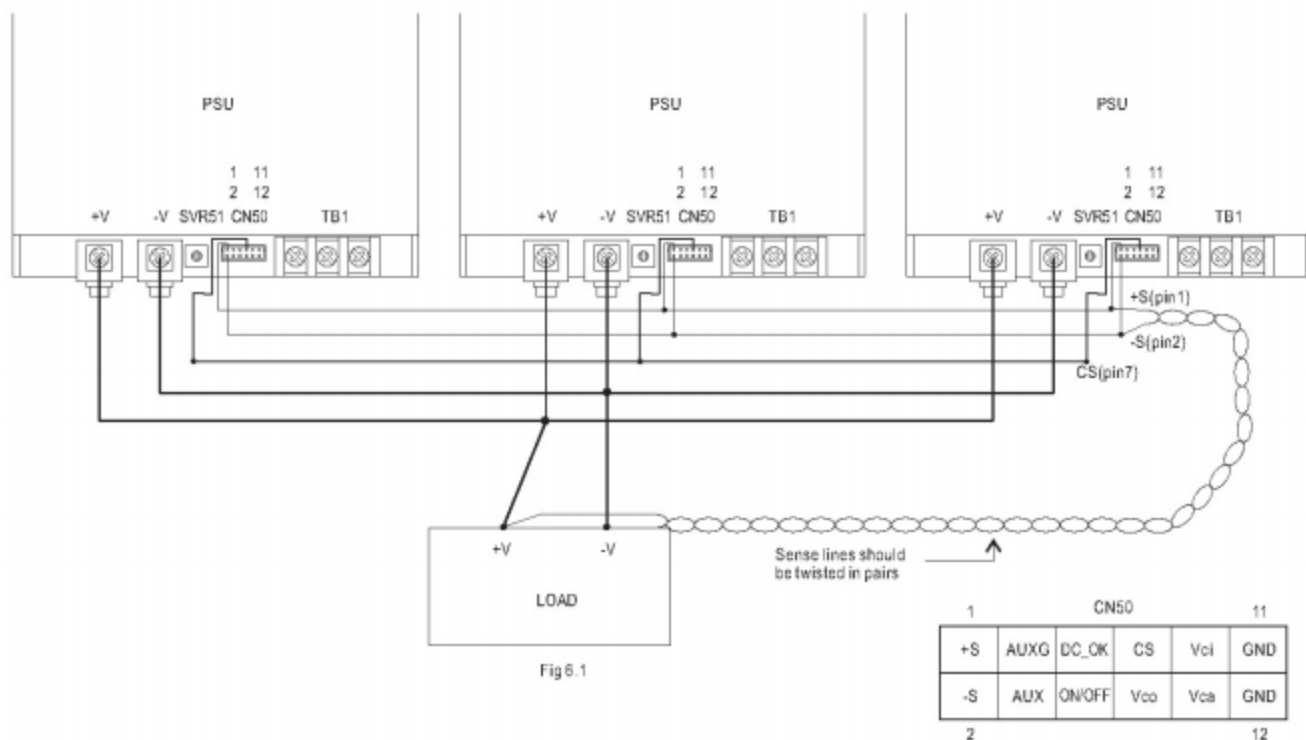 PSU PSU PSU
1 11 1 11 1 11
2 12 2 12 2 12
+V -V SVR51 CN50 TB1 +V -V SVR51 CN50 TB1 +V -V SVR51 CN50 TB1
+S(pin1)
-S(pin2)
CS(pin7)
+V -V
Sense lines should
be twisted in pairs
LOAD
Fig 6.1
1 CN50 11
+S AUXG DC_OK CS Vci GND
-S AUX ON/OFF Vco Vca GND
2 12